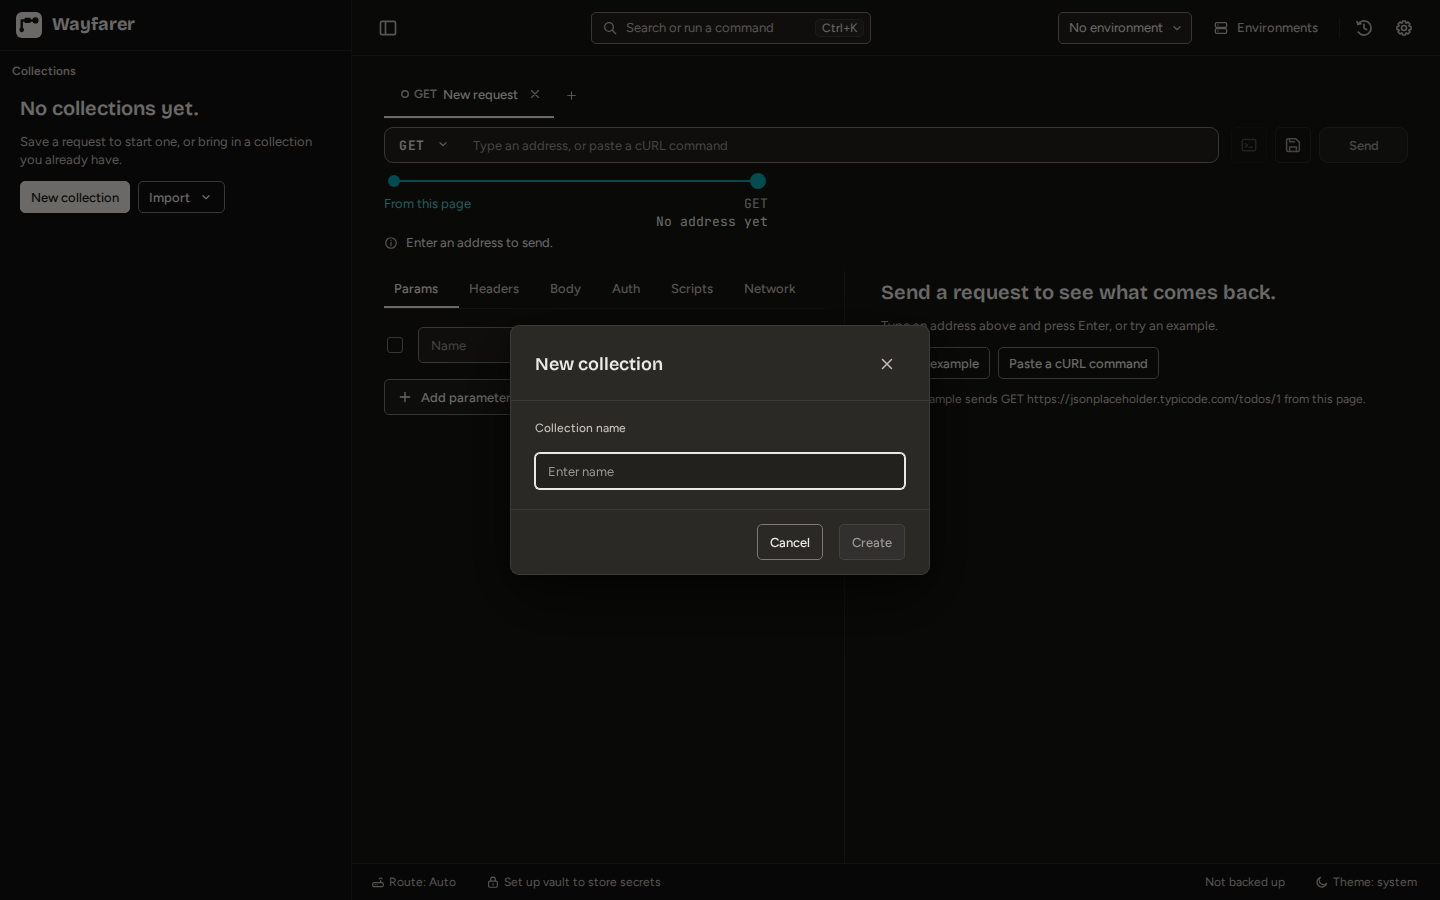 Wayfarer
Search or run a command
Ctrl+K
No environment
Environments
Collections
No collections yet.
Save a request to start one, or bring in a collection
you already have.
New collection
Import
GET New request
GET
Type an address, or paste a cURL command
Send
From this page
GET
No address yet
Enter an address to send.
Params
Headers
Body
Auth
Scripts
Network
Name
Add parameter
Send a request to see what comes back.
address above and press Enter, or try an example.
example
Paste a cURL command
sends GET https://jsonplaceholder.typicode.com/todos/1 from this page.
New collection
Collection name
Enter name
Cancel
Create
Route: Auto
Set up vault to store secrets
Not backed up
Theme: system